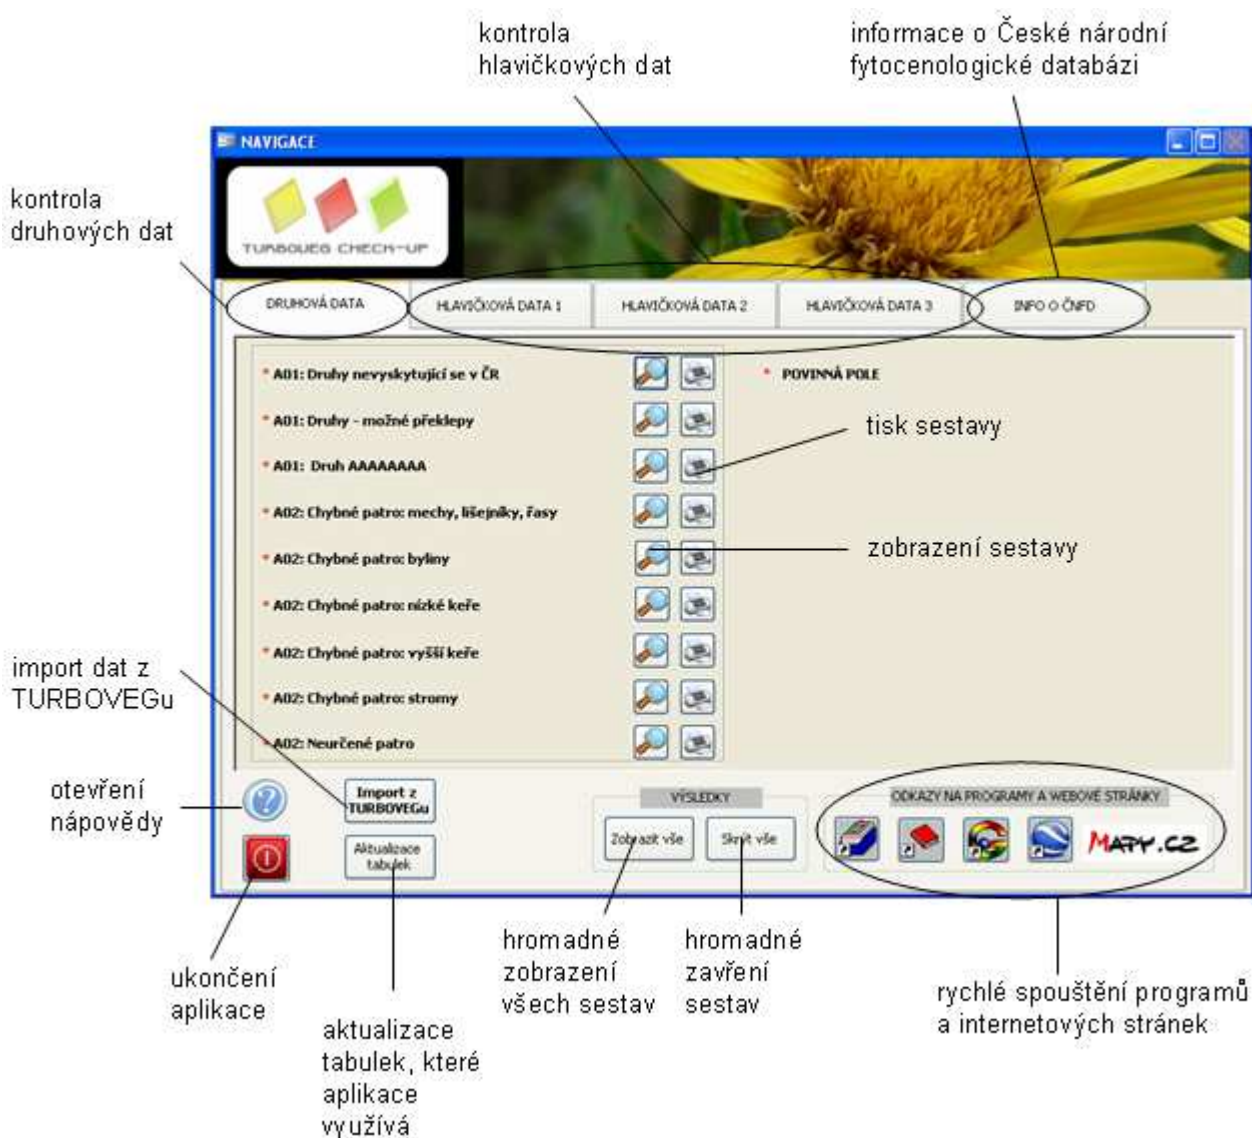 kontrola
hlavičkových dat
informace o České národní
fytocenologické databázi
NAVIGACE
kontrola
druhových dat
TURBOVEG CHECK-UP
DRUHOVÁ DATA
HLAVIČKOVÁ DATA 1
HLAVIČKOVÁ DATA 2
HLAVIČKOVÁ DATA 3
INFO O ČNFD
* A01: Druhy nevyskytující se v ČR
* POVINNÁ POLE
* A01: Druhy - možné překlepy
tisk sestavy
* A01: Druh AAAAAAAA
* A02: Chybné patro: mechy, lišejníky, řasy
* A02: Chybné patro: byliny
zobrazení sestavy
* A02: Chybné patro: nízké keře
* A02: Chybné patro: vyšší keře
* A02: Chybné patro: stromy
* A02: Neurčené patro
import dat z
TURBOVEGu
otevření
nápovědy
Import z
TURBOVEGu
Aktualizace
tabulek
VÝSLEDKY
Zobrazit vše
Skrýt vše
ODKAZY NA PROGRAMY A WEBOVÉ STRÁNKY
MAPY.CZ
ukončení
aplikace
aktualizace
tabulek, které
aplikace
využívá
hromadné
zobrazení
všech sestav
hromadné
zavření
sestav
rychlé spouštění programů
a internetových stránek